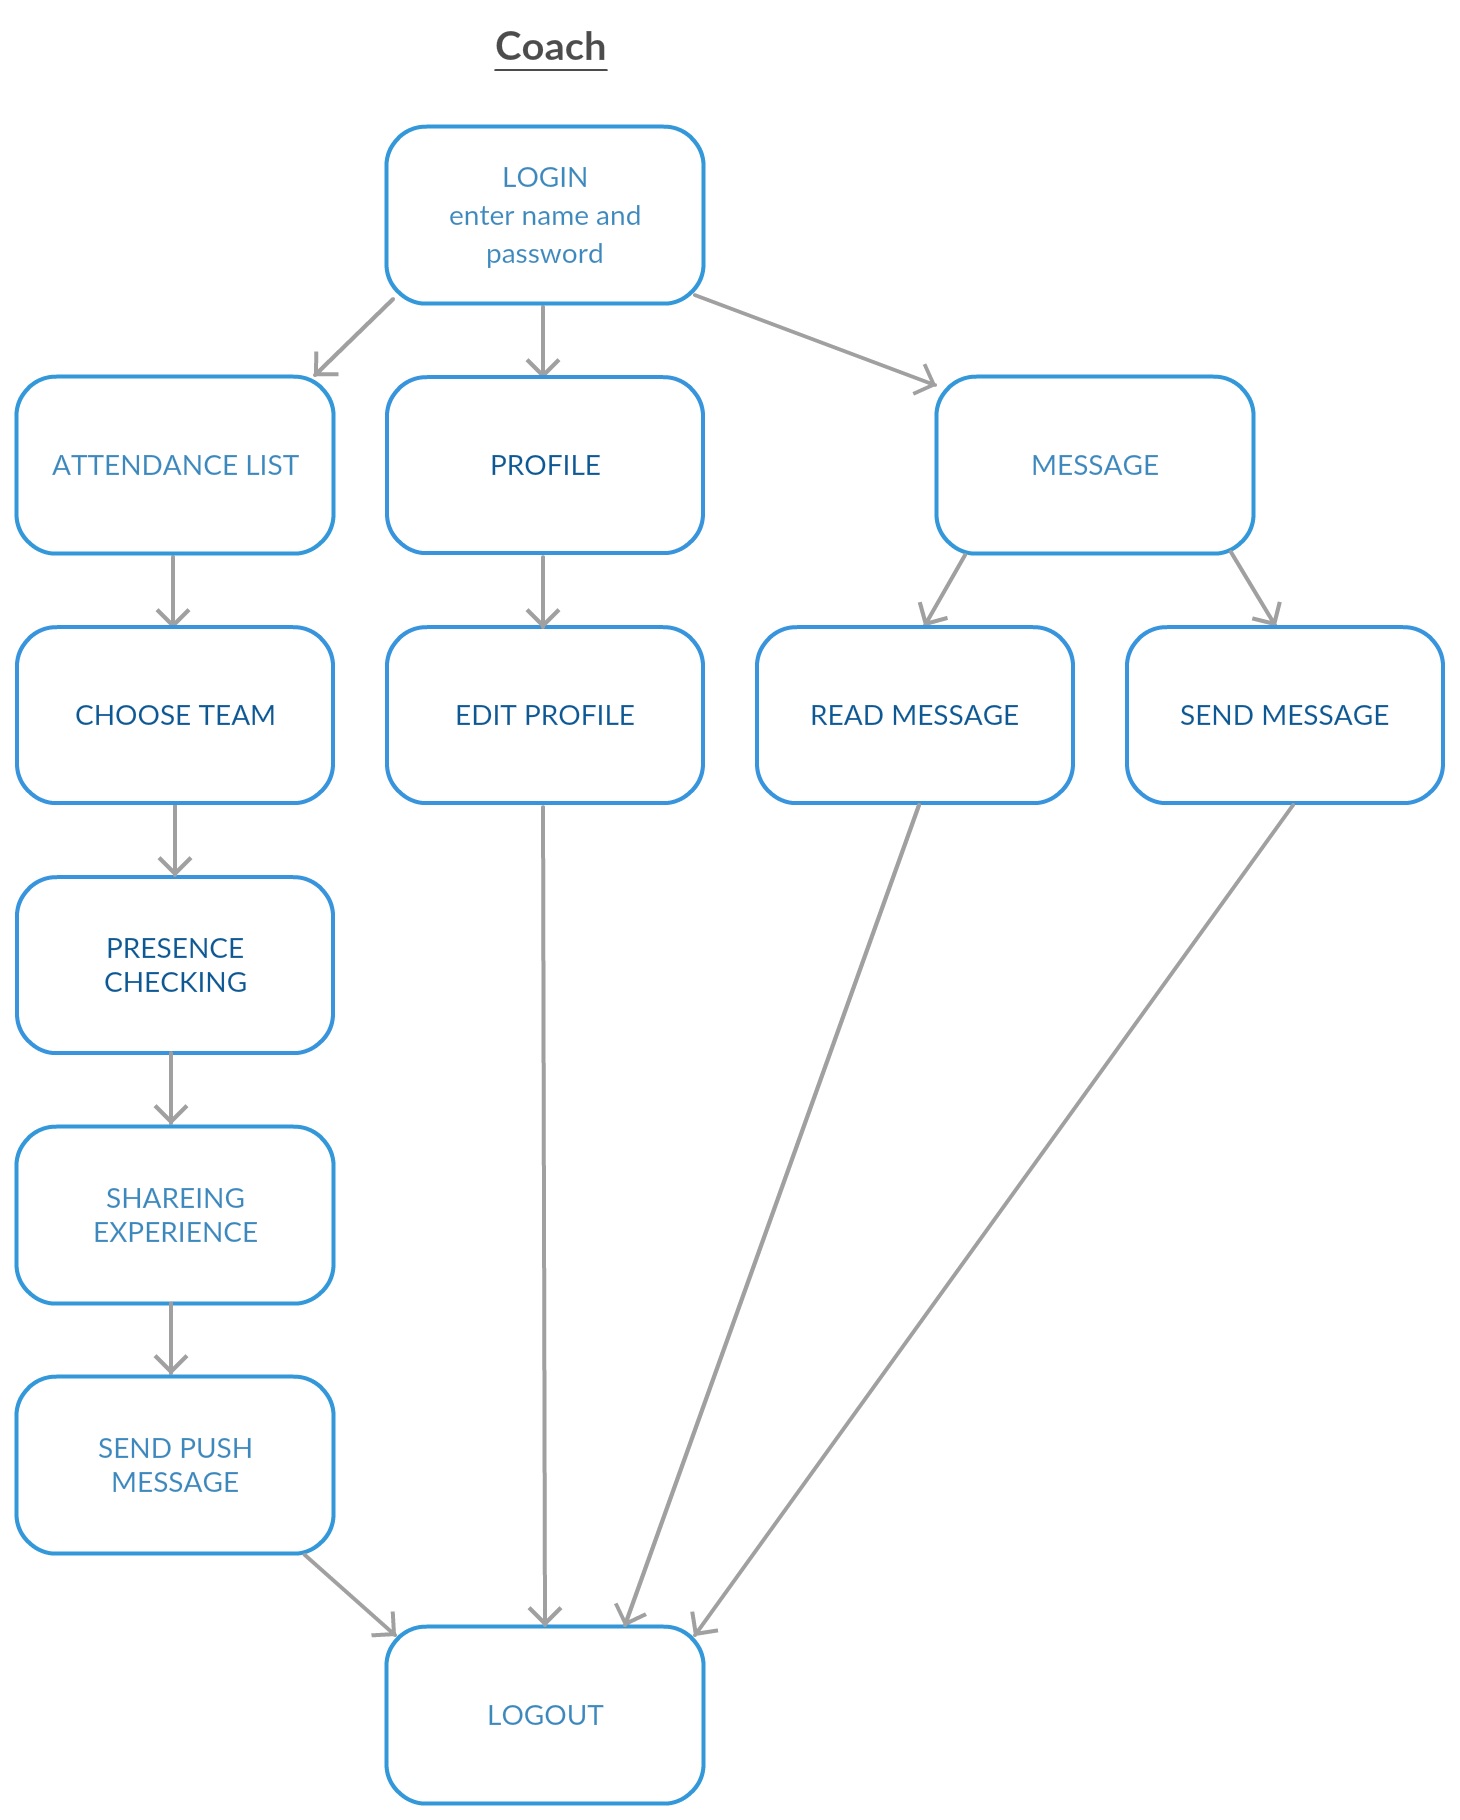 Coach
LOGIN
enter name and
password
ATTENDANCE LIST
PROFILE
MESSAGE
CHOOSE TEAM
EDIT PROFILE
READ MESSAGE
SEND MESSAGE
PRESENCE
CHECKING
SHAREING
EXPERIENCE
SEND PUSH
MESSAGE
LOGOUT